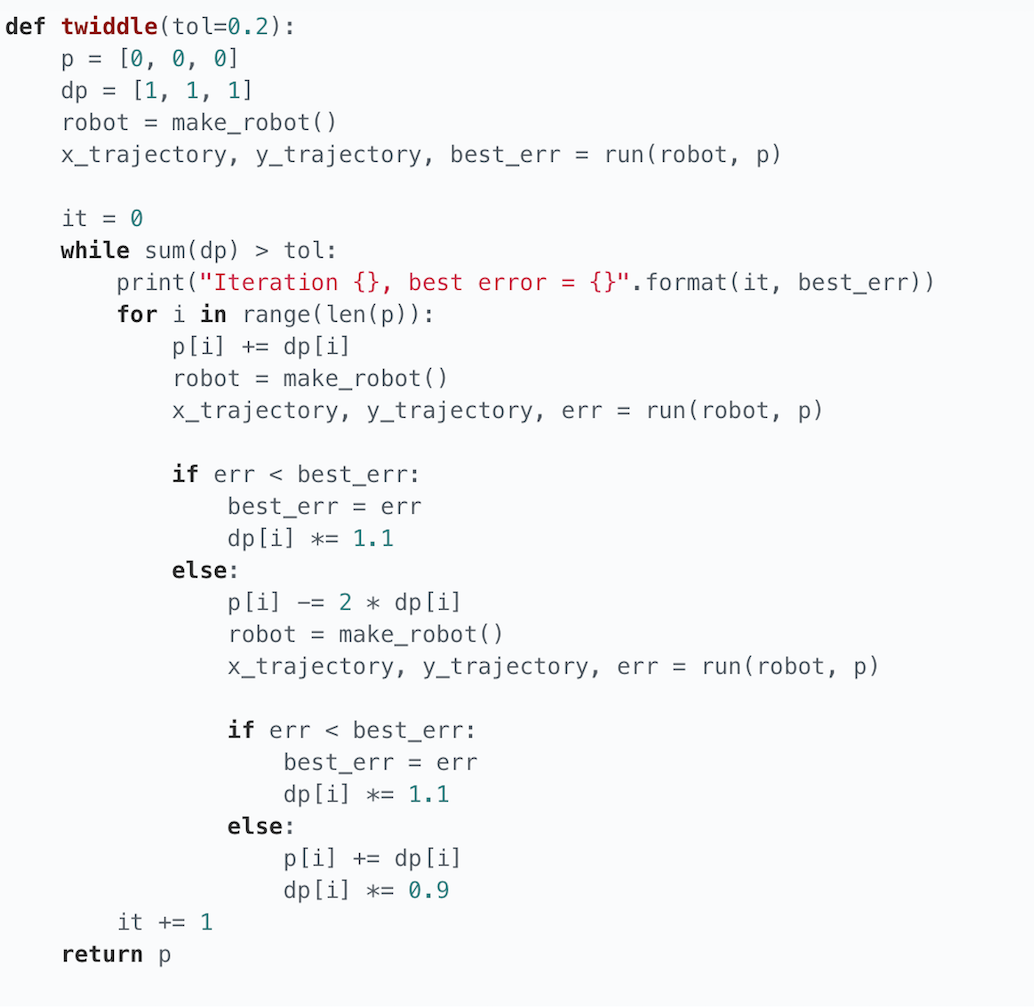 def twiddle(tol=0.2):
    p = [0, 0, 0]
    dp = [1, 1, 1]
    robot = make_robot()
    x_trajectory, y_trajectory, best_err = run(robot, p)

    it = 0
    while sum(dp) > tol:
        print("Iteration {}, best error = {}".format(it, best_err))
        for i in range(len(p)):
            p[i] += dp[i]
            robot = make_robot()
            x_trajectory, y_trajectory, err = run(robot, p)

            if err < best_err:
                best_err = err
                dp[i] *= 1.1
            else:
                p[i] -= 2 * dp[i]
                robot = make_robot()
                x_trajectory, y_trajectory, err = run(robot, p)

                if err < best_err:
                    best_err = err
                    dp[i] *= 1.1
                else:
                    p[i] += dp[i]
                    dp[i] *= 0.9
        it += 1
    return p